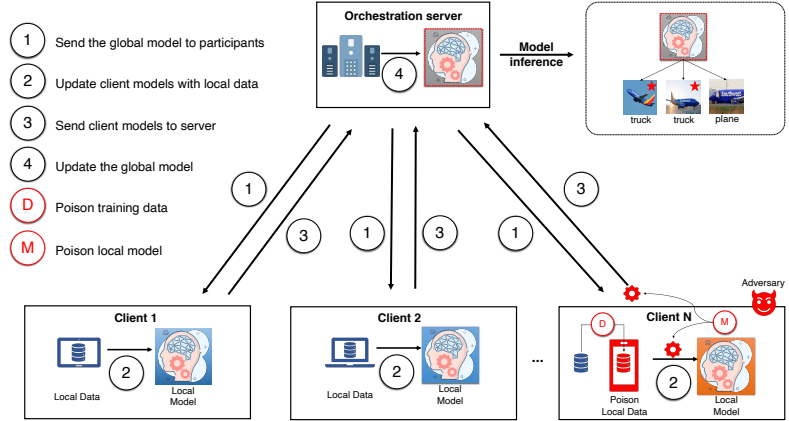 Orchestration server
1 Send the global model to participants
2 Update client models with local data
3 Send client models to server
4 Update the global model
D Poison training data
M Poison local model
4
Model
inference
Southwest
truck
truck
plane
1
3
1
3
1
3
Client 1
2
Local Data
Local
Model
Client 2
2
Local Data
Local
Model
...
Adversary
Client N
D
M
2
Poison
Local Data
Local
Model